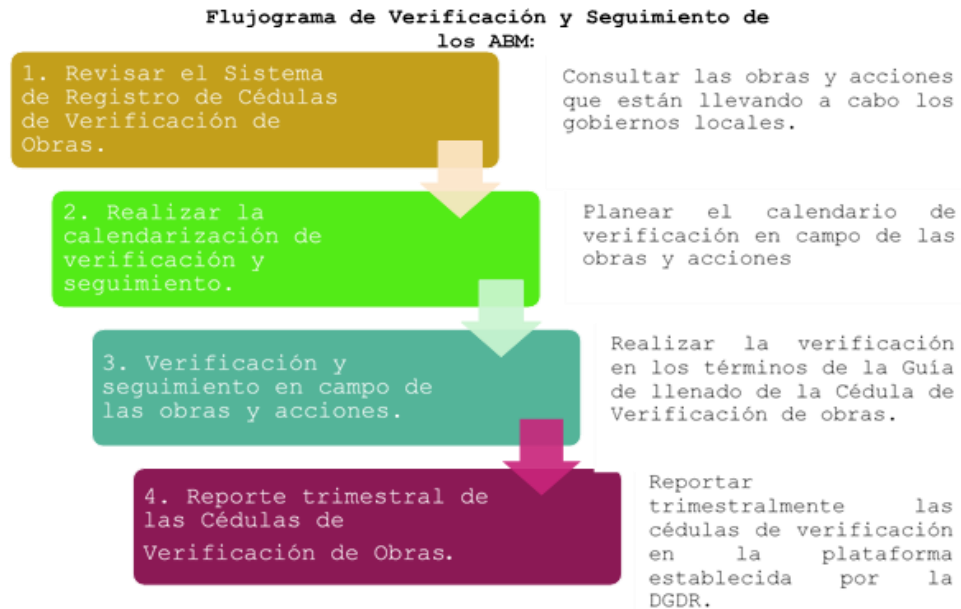 Flujograma de Verificación y Seguimiento de
los ABM:
1. Revisar el Sistema
de Registro de Cédulas
de Verificación de
Obras.
Consultar las obras y acciones
que están llevando a cabo los
gobiernos locales.
2. Realizar la
calendarización de
verificación y
seguimiento.
Planear el calendario de
verificación en campo de las
obras y acciones
3. Verificación y
seguimiento en campo de
las obras y acciones.
Realizar la verificación
en los términos de la Guía
de llenado de la Cédula de
Verificación de obras.
4. Reporte trimestral de
las Cédulas de
Verificación de Obras.
Reportar
trimestralmente las
cédulas de verificación
en la plataforma
establecida por la
DGDR.